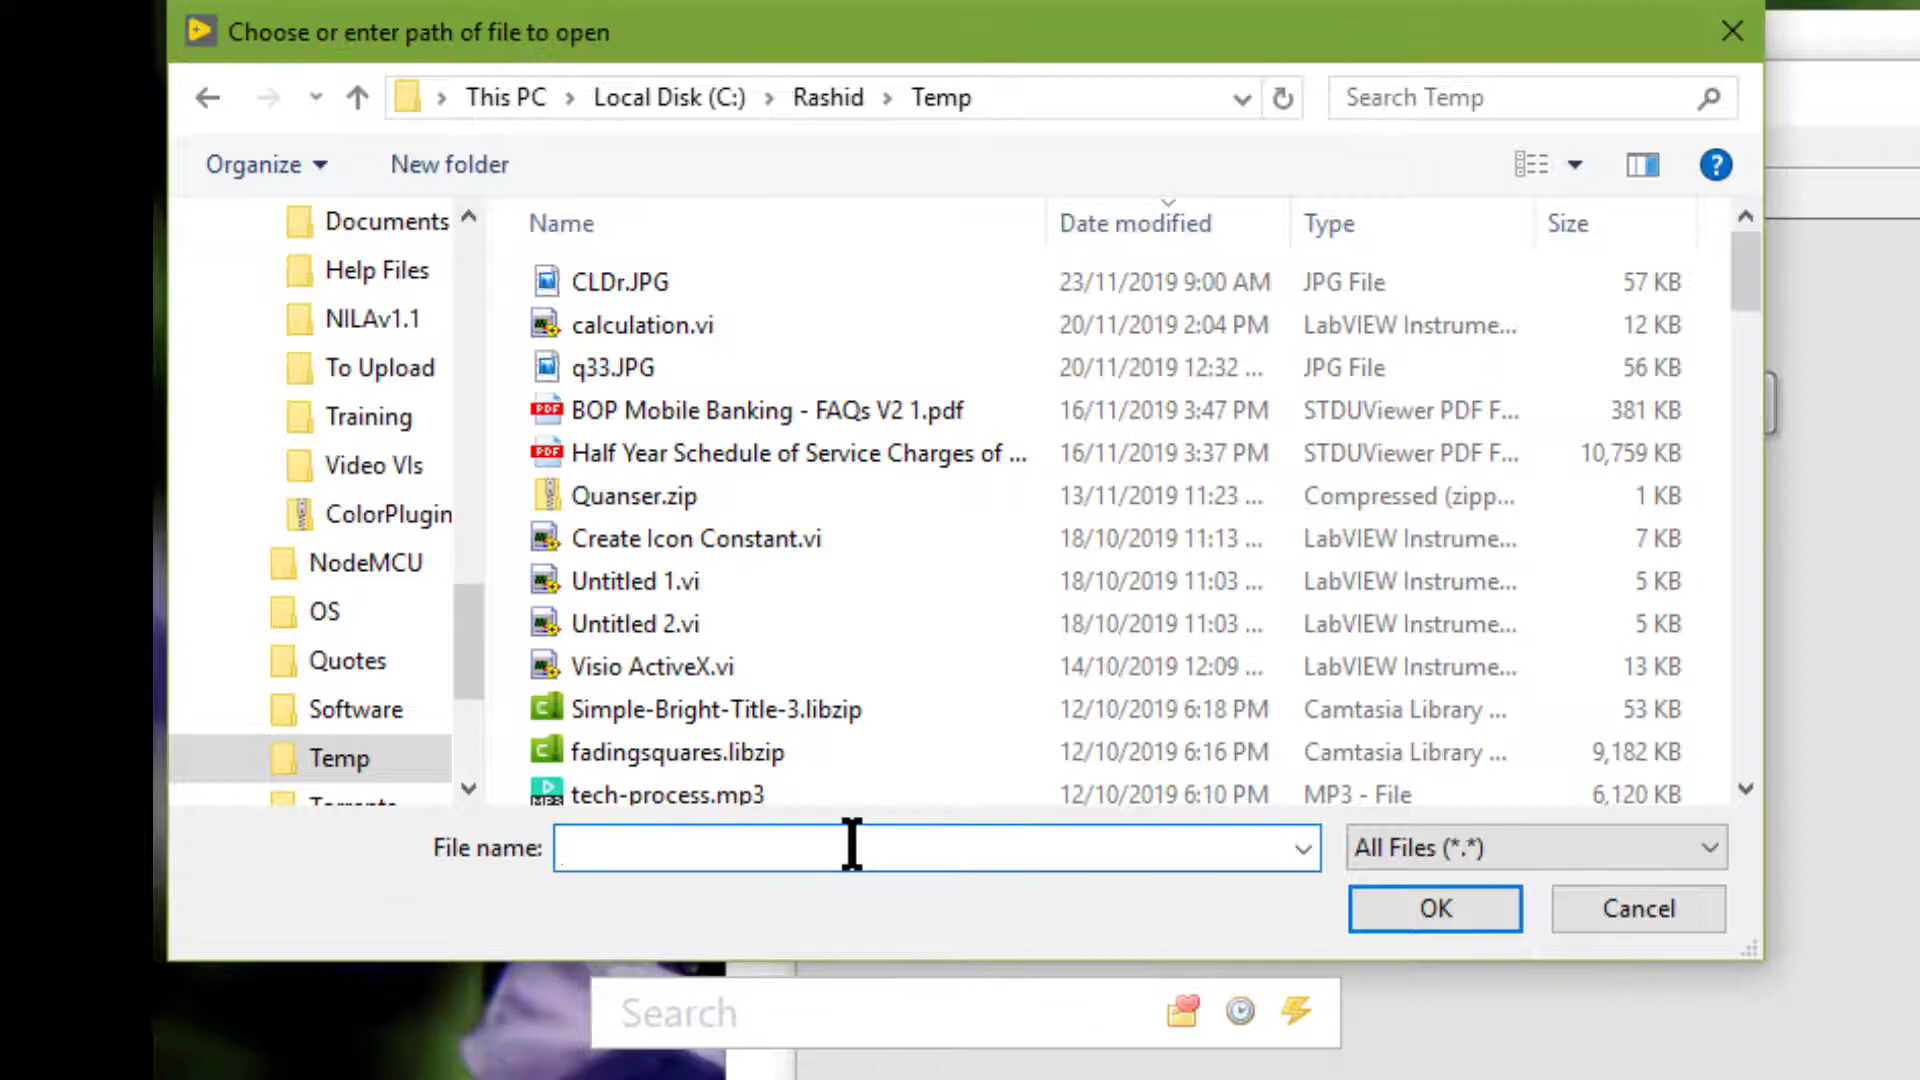 Choose or enter path of file to open
This PC > Local Disk (C:) > Rashid > Temp
Search Temp
Organize
New folder
Documents
Help Files
NILAv1.1
To Upload
Training
Video VIs
ColorPlugin
NodeMCU
OS
Quotes
Software
Temp
Torrents
Name Date modified Type Size
CLDr.JPG 23/11/2019 9:00 AM JPG File 57 KB
calculation.vi 20/11/2019 2:04 PM LabVIEW Instrume... 12 KB
q33.JPG 20/11/2019 12:32 ... JPG File 56 KB
BOP Mobile Banking - FAQs V2 1.pdf 16/11/2019 3:47 PM STDUViewer PDF F... 381 KB
Half Year Schedule of Service Charges of ... 16/11/2019 3:37 PM STDUViewer PDF F... 10,759 KB
Quanser.zip 13/11/2019 11:23 ... Compressed (zipp... 1 KB
Create Icon Constant.vi 18/10/2019 11:13 ... LabVIEW Instrume... 7 KB
Untitled 1.vi 18/10/2019 11:03 ... LabVIEW Instrume... 5 KB
Untitled 2.vi 18/10/2019 11:03 ... LabVIEW Instrume... 5 KB
Visio ActiveX.vi 14/10/2019 12:09 ... LabVIEW Instrume... 13 KB
Simple-Bright-Title-3.libzip 12/10/2019 6:18 PM Camtasia Library ... 53 KB
fadingsquares.libzip 12/10/2019 6:16 PM Camtasia Library ... 9,182 KB
tech-process.mp3 12/10/2019 6:10 PM MP3 - File 6,120 KB
File name:
All Files (*.*)
OK
Cancel
Search